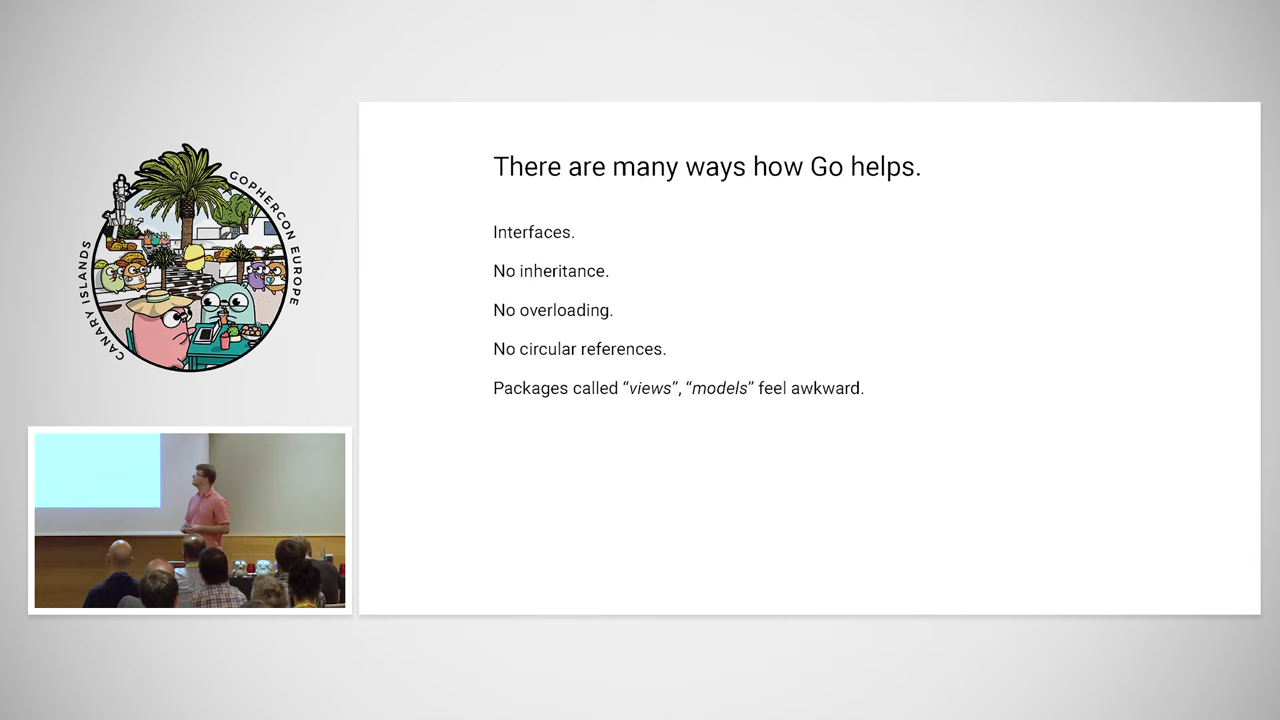 GOPHERCON EUROPE
CANARY ISLANDS
There are many ways how Go helps.
Interfaces.
No inheritance.
No overloading.
No circular references.
Packages called “views”, “models” feel awkward.